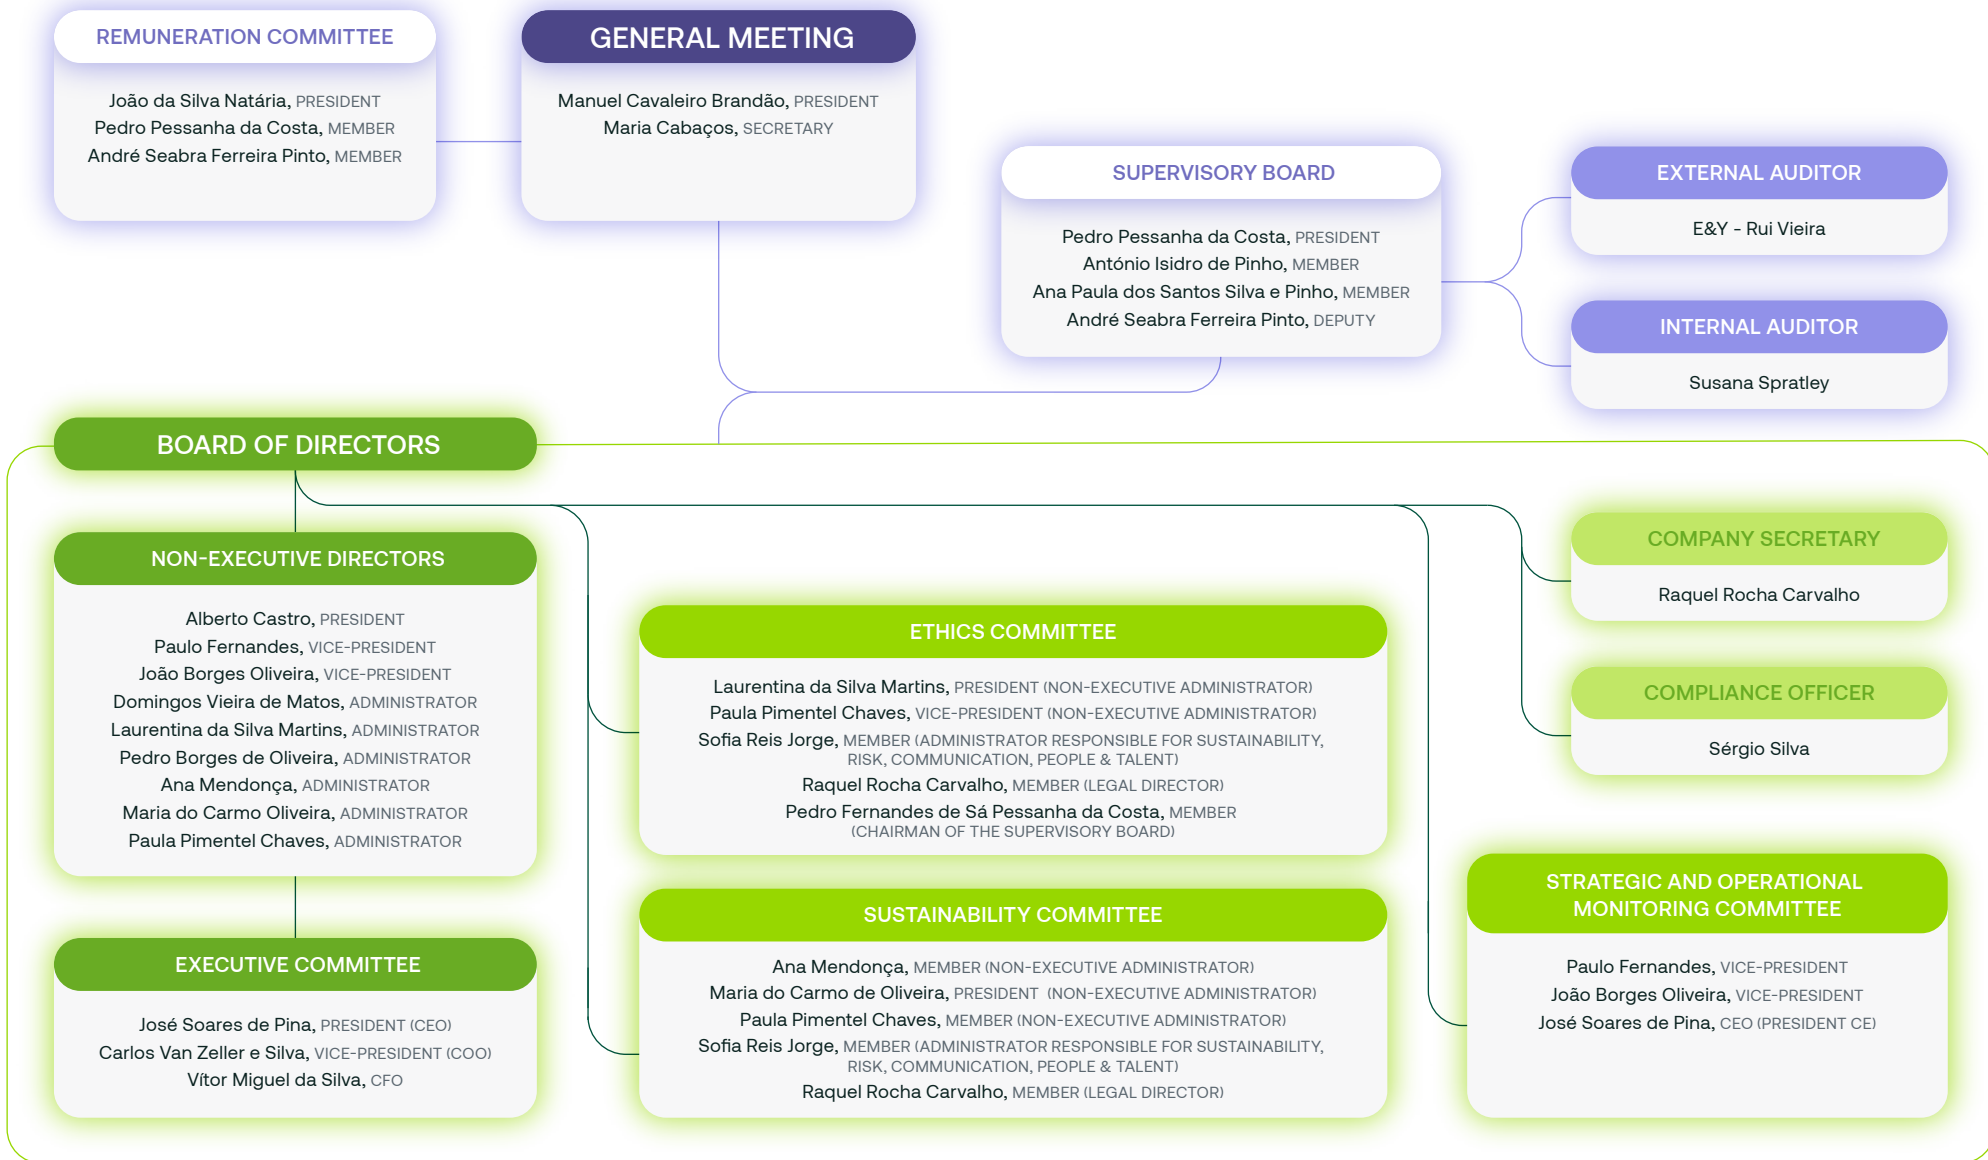 REMUNERATION COMMITTEE
João da Silva Natária, PRESIDENT
Pedro Pessanha da Costa, MEMBER
André Seabra Ferreira Pinto, MEMBER
GENERAL MEETING
Manuel Cavaleiro Brandão, PRESIDENT
Maria Cabaços, SECRETARY
SUPERVISORY BOARD
Pedro Pessanha da Costa, PRESIDENT
António Isidro de Pinho, MEMBER
Ana Paula dos Santos Silva e Pinho, MEMBER
André Seabra Ferreira Pinto, DEPUTY
EXTERNAL AUDITOR
E&Y - Rui Vieira
INTERNAL AUDITOR
Susana Spratley
BOARD OF DIRECTORS
NON-EXECUTIVE DIRECTORS
Alberto Castro, PRESIDENT
Paulo Fernandes, VICE-PRESIDENT
João Borges Oliveira, VICE-PRESIDENT
Domingos Vieira de Matos, ADMINISTRATOR
Laurentina da Silva Martins, ADMINISTRATOR
Pedro Borges de Oliveira, ADMINISTRATOR
Ana Mendonça, ADMINISTRATOR
Maria do Carmo Oliveira, ADMINISTRATOR
Paula Pimentel Chaves, ADMINISTRATOR
EXECUTIVE COMMITTEE
José Soares de Pina, PRESIDENT (CEO)
Carlos Van Zeller e Silva, VICE-PRESIDENT (COO)
Vítor Miguel da Silva, CFO
ETHICS COMMITTEE
Laurentina da Silva Martins, PRESIDENT (NON-EXECUTIVE ADMINISTRATOR)
Paula Pimentel Chaves, VICE-PRESIDENT (NON-EXECUTIVE ADMINISTRATOR)
Sofia Reis Jorge, MEMBER (ADMINISTRATOR RESPONSIBLE FOR SUSTAINABILITY,
RISK, COMMUNICATION, PEOPLE & TALENT)
Raquel Rocha Carvalho, MEMBER (LEGAL DIRECTOR)
Pedro Fernandes de Sá Pessanha da Costa, MEMBER
(CHAIRMAN OF THE SUPERVISORY BOARD)
SUSTAINABILITY COMMITTEE
Ana Mendonça, MEMBER (NON-EXECUTIVE ADMINISTRATOR)
Maria do Carmo de Oliveira, PRESIDENT (NON-EXECUTIVE ADMINISTRATOR)
Paula Pimentel Chaves, MEMBER (NON-EXECUTIVE ADMINISTRATOR)
Sofia Reis Jorge, MEMBER (ADMINISTRATOR RESPONSIBLE FOR SUSTAINABILITY,
RISK, COMMUNICATION, PEOPLE & TALENT)
Raquel Rocha Carvalho, MEMBER (LEGAL DIRECTOR)
COMPANY SECRETARY
Raquel Rocha Carvalho
COMPLIANCE OFFICER
Sérgio Silva
STRATEGIC AND OPERATIONAL
MONITORING COMMITTEE
Paulo Fernandes, VICE-PRESIDENT
João Borges Oliveira, VICE-PRESIDENT
José Soares de Pina, CEO (PRESIDENT CE)